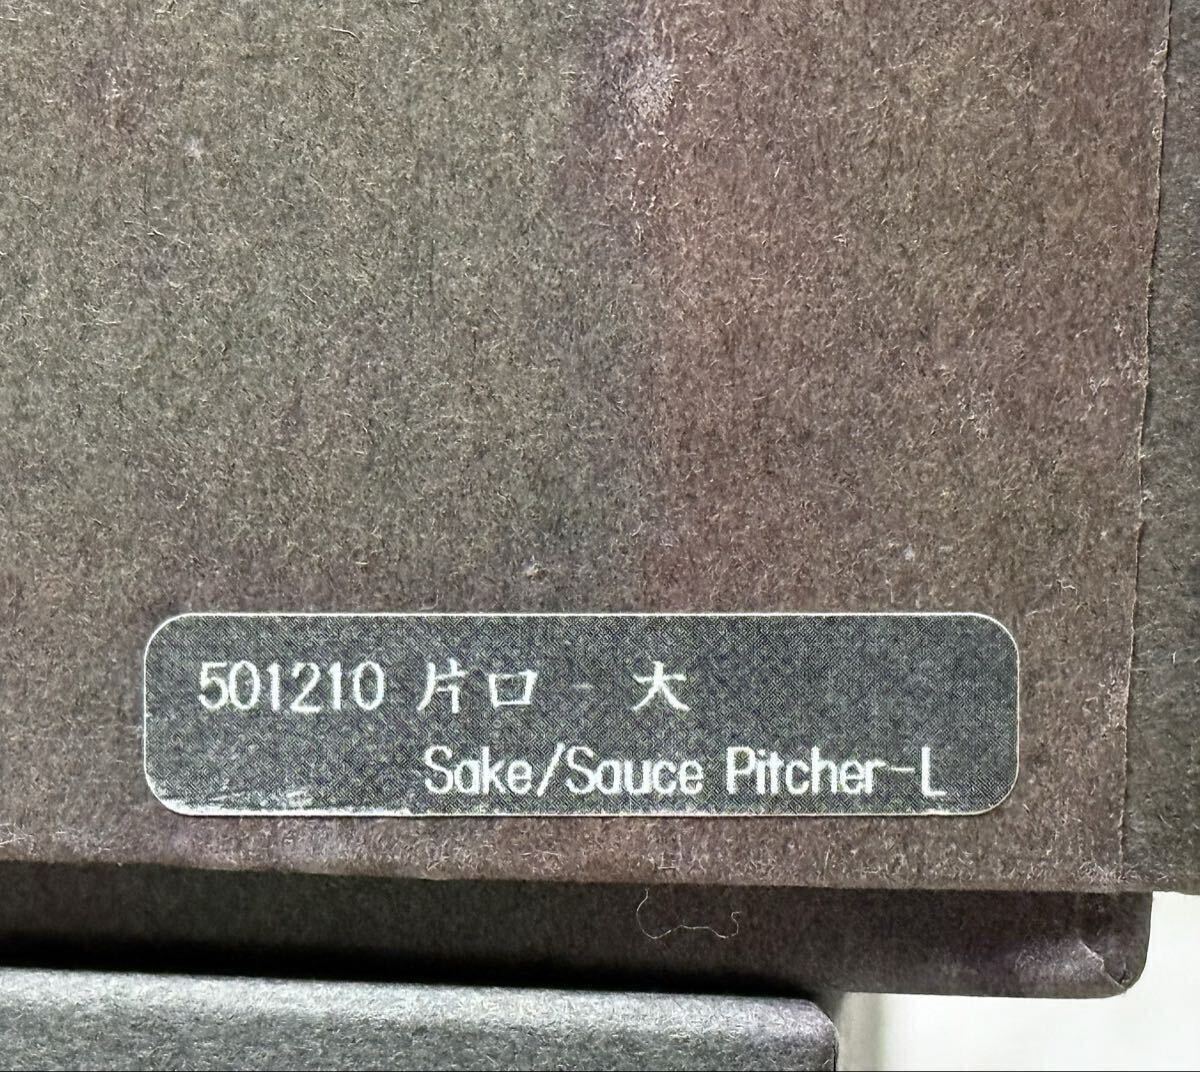 501210 片口 大
Sake/Sauce Pitcher-L